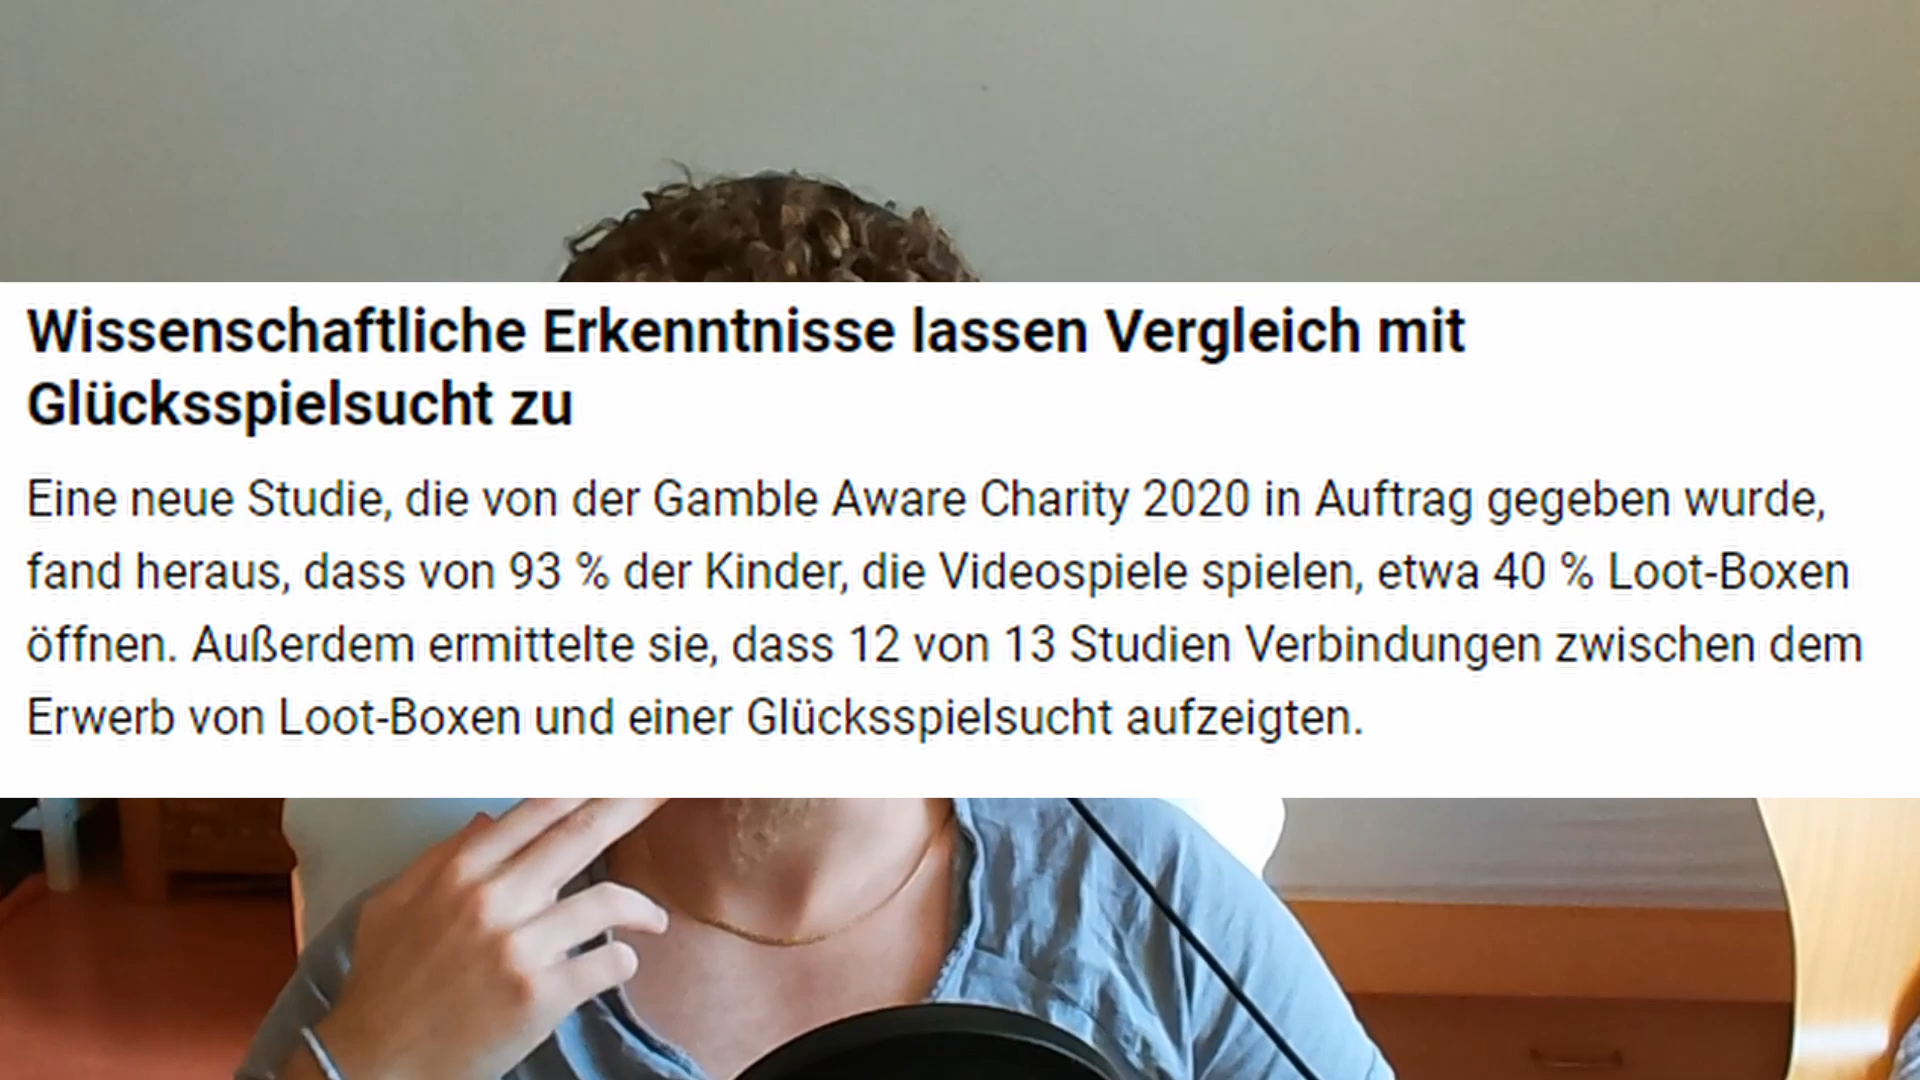 Wissenschaftliche Erkenntnisse lassen Vergleich mit
Glücksspielsucht zu
Eine neue Studie, die von der Gamble Aware Charity 2020 in Auftrag gegeben wurde,
fand heraus, dass von 93 % der Kinder, die Videospiele spielen, etwa 40 % Loot-Boxen
öffnen. Außerdem ermittelte sie, dass 12 von 13 Studien Verbindungen zwischen dem
Erwerb von Loot-Boxen und einer Glücksspielsucht aufzeigten.